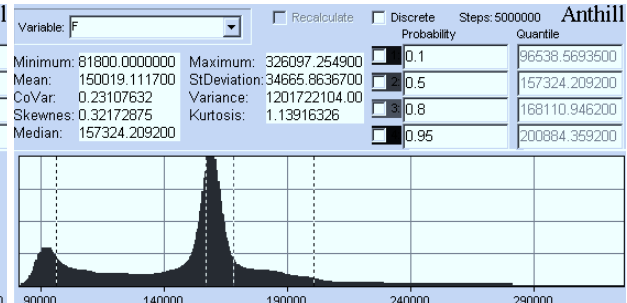 Variable: F
Recalculate Discrete Steps: 5000000 Anthill
Probability Quantile
Minimum: 81800.0000000 Maximum: 326097.254900
Mean: 150019.111700 StDeviation: 34665.8636700
CoVar: 0.23107632 Variance: 1201722104.00
Skewnes: 0.32172875 Kurtosis: 1.13916326
Median: 157324.209200
0.1 96538.5693500
2: 0.5 157324.209200
3: 0.8 168110.946200
0.95 200884.359200
90000 140000 190000 240000 290000